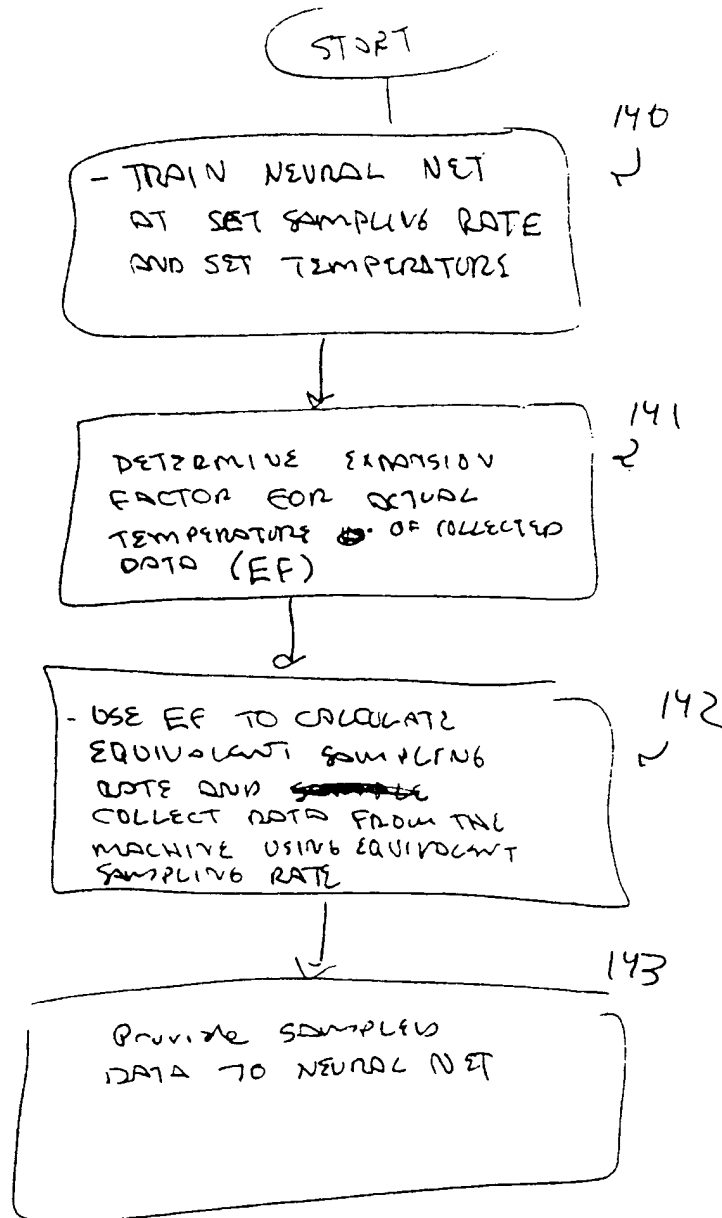 START
140
- TRAIN NEURAL NET
AT SET SAMPLING RATE
AND SET TEMPERATURE
141
DETERMINE EXPANSION
FACTOR FOR ACTUAL
TEMPERATURE OF COLLECTED
DATA (EF)
142
- USE EF TO CALCULATE
EQUIVALENT SAMPLING
RATE AND
COLLECT DATA FROM THE
MACHINE USING EQUIVALENT
SAMPLING RATE
143
Provide SAMPLED
DATA TO NEURAL NET